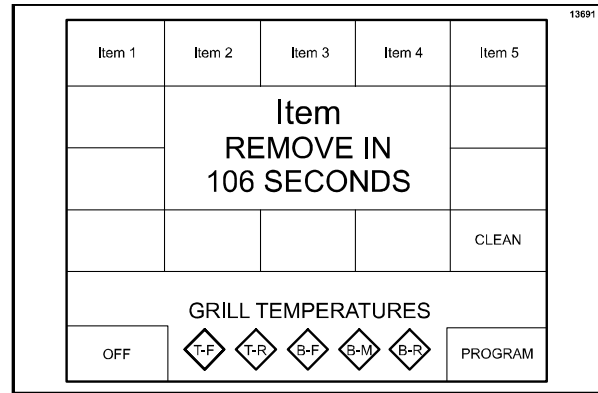 13691
Item 1 Item 2 Item 3 Item 4 Item 5
Item
REMOVE IN
106 SECONDS
CLEAN
GRILL TEMPERATURES
OFF T-F T-R B-F B-M B-R PROGRAM